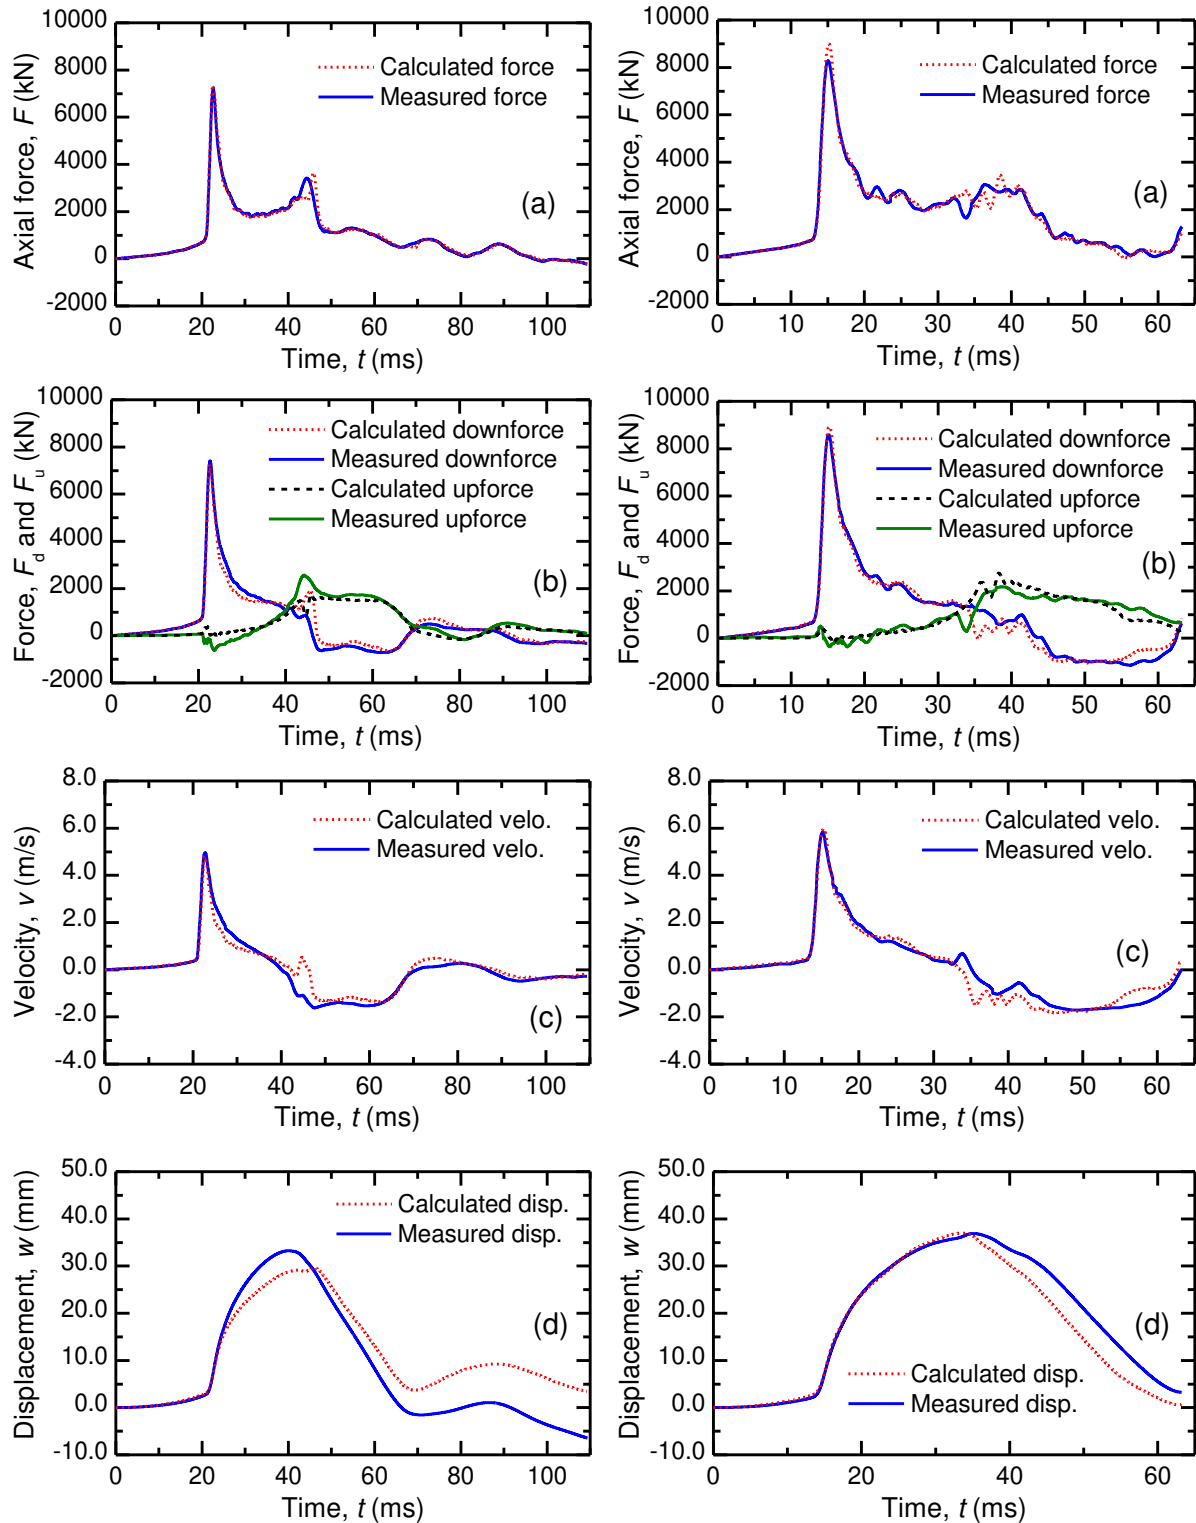 10000
8000
6000
4000
2000
0
-2000
Axial force, F (kN)
Calculated force
Measured force
(a)
0 20 40 60 80 100
Time, t (ms)
10000
8000
6000
4000
2000
0
-2000
Axial force, F (kN)
Calculated force
Measured force
(a)
0 10 20 30 40 50 60
Time, t (ms)
10000
8000
6000
4000
2000
0
-2000
Force, Fd and Fu (kN)
Calculated downforce
Measured downforce
Calculated upforce
Measured upforce
(b)
0 20 40 60 80 100
Time, t (ms)
10000
8000
6000
4000
2000
0
-2000
Force, Fd and Fu (kN)
Calculated downforce
Measured downforce
Calculated upforce
Measured upforce
(b)
0 10 20 30 40 50 60
Time, t (ms)
8.0
6.0
4.0
2.0
0.0
-2.0
-4.0
Velocity, v (m/s)
Calculated velo.
Measured velo.
(c)
0 20 40 60 80 100
Time, t (ms)
8.0
6.0
4.0
2.0
0.0
-2.0
-4.0
Velocity, v (m/s)
Calculated velo.
Measured velo.
(c)
0 10 20 30 40 50 60
Time, t (ms)
50.0
40.0
30.0
20.0
10.0
0.0
-10.0
Displacement, w (mm)
Calculated disp.
Measured disp.
(d)
0 20 40 60 80 100
Time, t (ms)
50.0
40.0
30.0
20.0
10.0
0.0
-10.0
Displacement, w (mm)
Calculated disp.
Measured disp.
(d)
0 20 40 60
Time, t (ms)